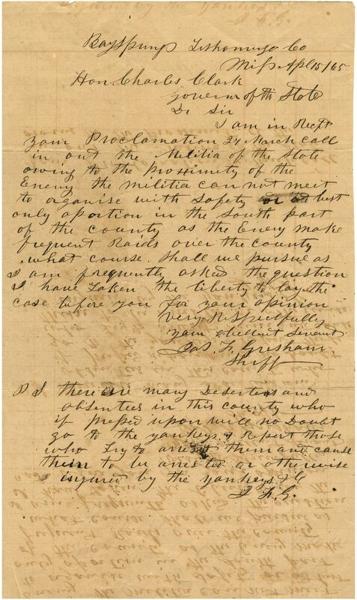 Bay Springs Tishomingo Co
Miss Apl 15/65
Hon Charles Clark
Governor of the State
Dr Sir
I am in Rec't
your Proclamation 24 March call
in out the Melitia of the State
owing to the proximity of the
Enemy the militia can not meet
to organise with safety or at best
only aportion in the South part
of the county as the Enemy make
frequent Raids over the county
what course Shall we pursue as
I am frequently asked the question
I have taken the liberty to lay the
case before you for your opinion
very Respectfully
your obedient Servant
Jas. F. Gresham
Shiff
P S there are many Deserters and
absentees in this county who
if pressed upon will no Doubt
go to the yankeys & Report those
who try to arrest them and cause
them to be arrested or otherwise
injured by the yankeys &c
J F G.